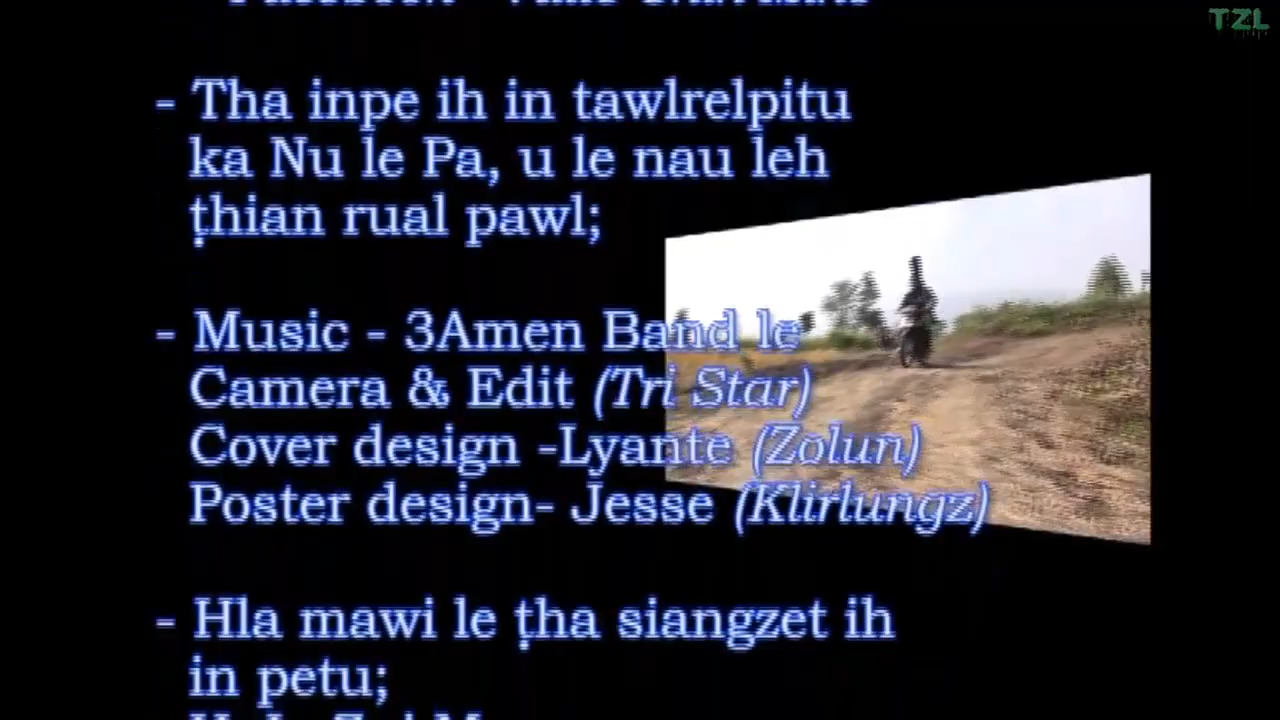 TZL
- Tha inpe ih in tawlrelpitu
ka Nu le Pa, u le nau leh
ṭhian rual pawl;
- Music - 3Amen Band le
Camera & Edit (Tri Star)
Cover design -Lyante (Zolun)
Poster design- Jesse (Klirlungz)
- Hla mawi le ṭha siangzet ih
in petu;